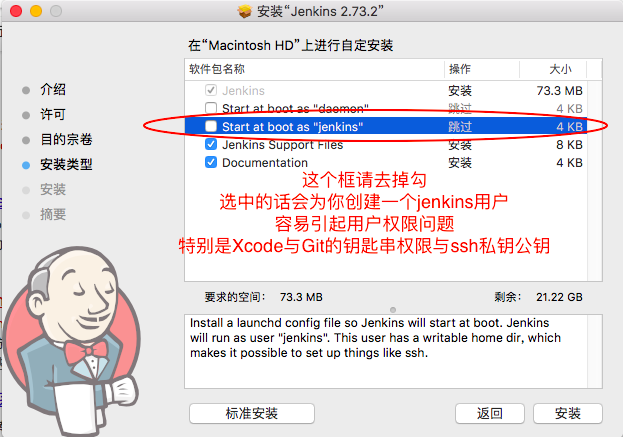 安装“Jenkins 2.73.2”
在“Macintosh HD”上进行自定安装
软件包名称 操作 大小
Jenkins 安装 73.3 MB
Start at boot as "daemon" 跳过 4 KB
Start at boot as "jenkins" 跳过 4 KB
Jenkins Support Files 安装 8 KB
Documentation 安装 4 KB
介绍
许可
目的宗卷
安装类型
安装
摘要
这个框请去掉勾
选中的话会为你创建一个jenkins用户
容易引起用户权限问题
特别是Xcode与Git的钥匙串权限与ssh私钥公钥
要求的空间： 73.3 MB 剩余： 21.22 GB
Install a launchd config file so Jenkins will start at boot. Jenkins
will run as user "jenkins". This user has a writable home dir, which
makes it possible to set up things like ssh.
标准安装 返回 安装